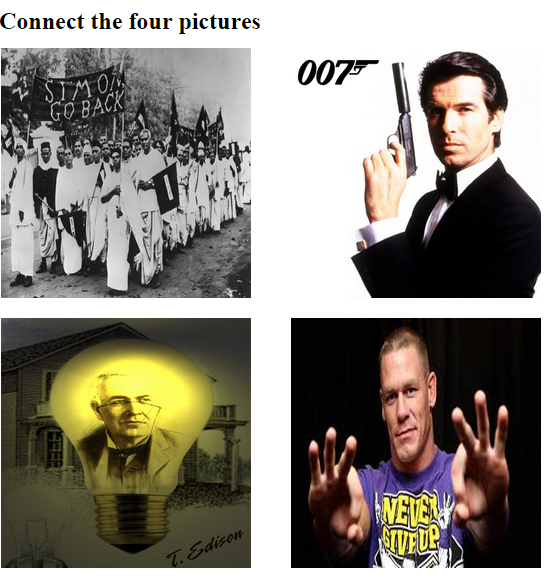 Connect the four pictures
SIMON
GO BACK
007
T. Edison
NEVER
GIVE UP